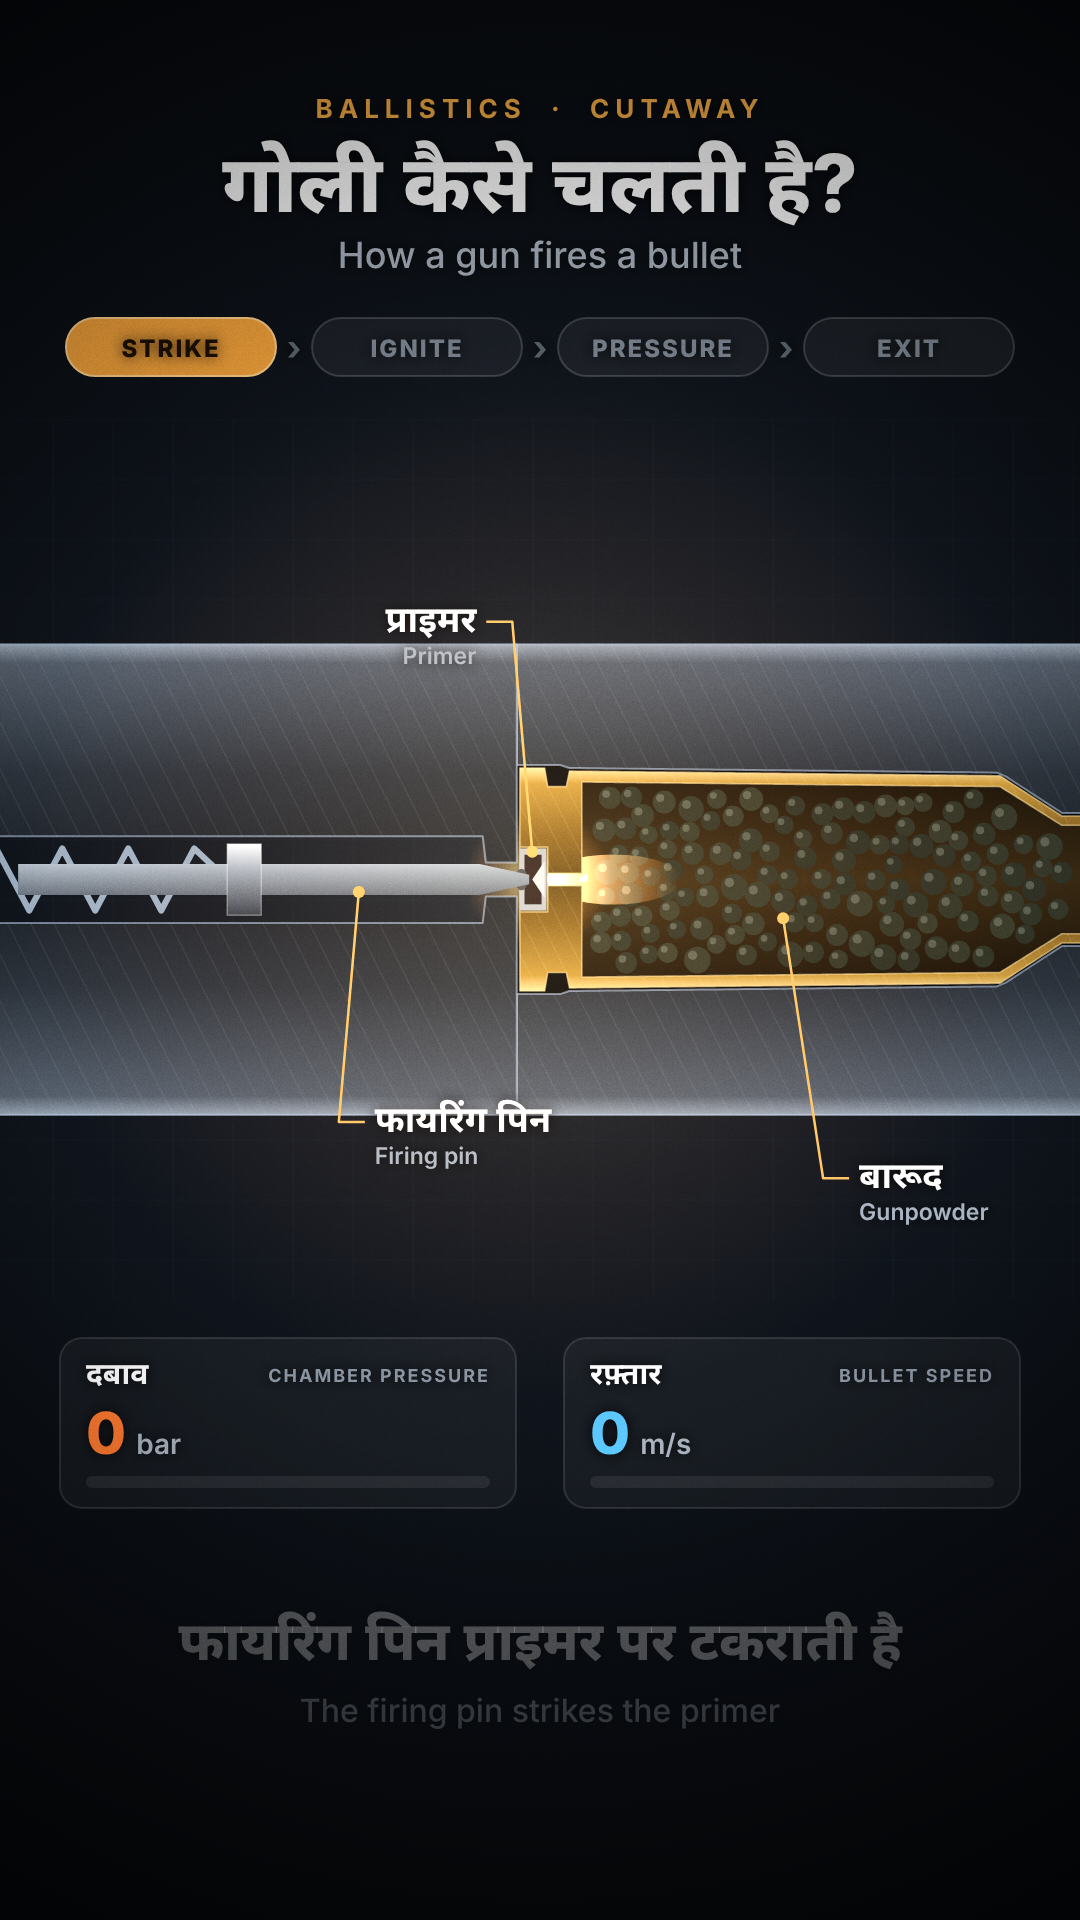 BALLISTICS · CUTAWAY
गोली कैसे चलती है?
How a gun fires a bullet
STRIKE › IGNITE › PRESSURE › EXIT
प्राइमर
Primer
फायरिंग पिन
Firing pin
बारूद
Gunpowder
दबाव CHAMBER PRESSURE
0 bar
रफ़्तार BULLET SPEED
0 m/s
फायरिंग पिन प्राइमर पर टकराती है
The firing pin strikes the primer